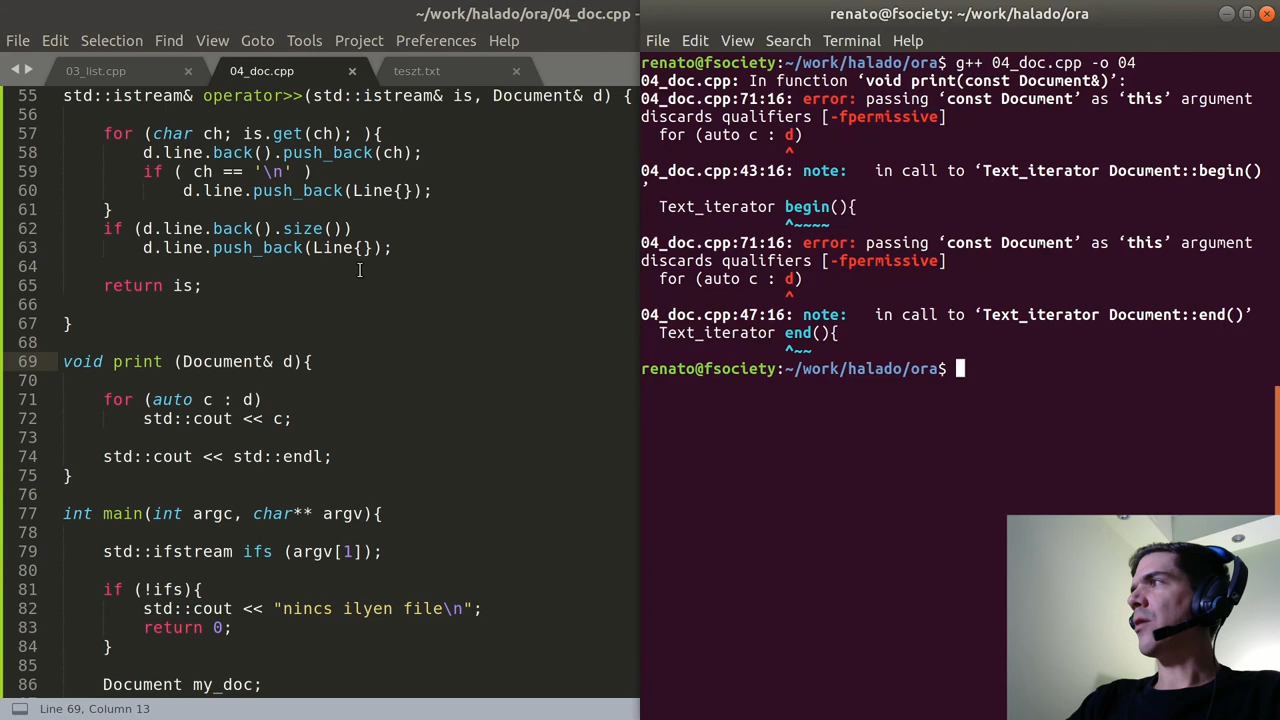 ~/work/halado/ora/04_doc.cpp -
File Edit Selection Find View Goto Tools Project Preferences Help
03_list.cpp 04_doc.cpp teszt.txt
55 std::istream& operator>>(std::istream& is, Document& d) {
56
57 for (char ch; is.get(ch); ){
58 d.line.back().push_back(ch);
59 if ( ch == '\n' )
60 d.line.push_back(Line{});
61 }
62 if (d.line.back().size())
63 d.line.push_back(Line{});
64
65 return is;
66
67 }
68
69 void print (Document& d){
70
71 for (auto c : d)
72 std::cout << c;
73
74 std::cout << std::endl;
75 }
76
77 int main(int argc, char** argv){
78
79 std::ifstream ifs (argv[1]);
80
81 if (!ifs){
82 std::cout << "nincs ilyen file\n";
83 return 0;
84 }
85
86 Document my_doc;
Line 69, Column 13
renato@fsociety: ~/work/halado/ora
File Edit View Search Terminal Help
renato@fsociety:~/work/halado/ora$ g++ 04_doc.cpp -o 04
04_doc.cpp: In function ‘void print(const Document&)’:
04_doc.cpp:71:16: error: passing ‘const Document’ as ‘this’ argument
discards qualifiers [-fpermissive]
for (auto c : d)
^
04_doc.cpp:43:16: note: in call to ‘Text_iterator Document::begin()
’
Text_iterator begin(){
^~~~~
04_doc.cpp:71:16: error: passing ‘const Document’ as ‘this’ argument
discards qualifiers [-fpermissive]
for (auto c : d)
^
04_doc.cpp:47:16: note: in call to ‘Text_iterator Document::end()’
Text_iterator end(){
^~~
renato@fsociety:~/work/halado/ora$